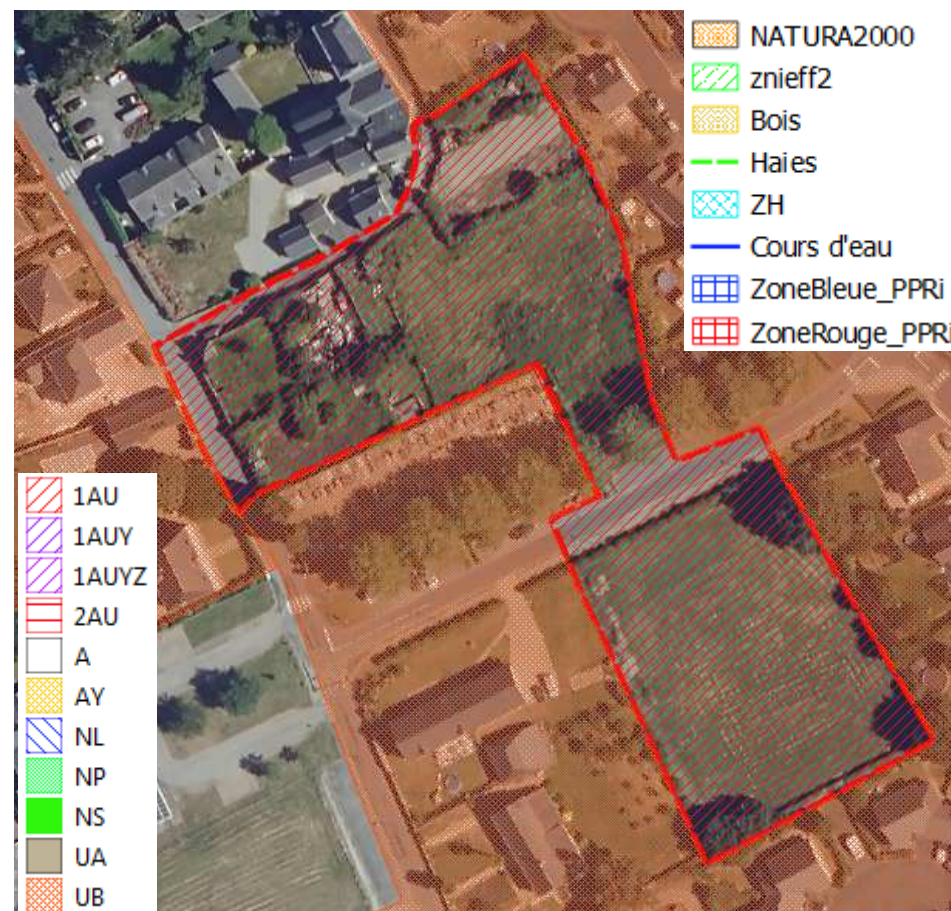 NATURA2000
znieff2
Bois
Haies
ZH
Cours d'eau
ZoneBleue_PPRi
ZoneRouge_PPRi
1AU
1AUY
1AUYZ
2AU
A
AY
NL
NP
NS
UA
UB